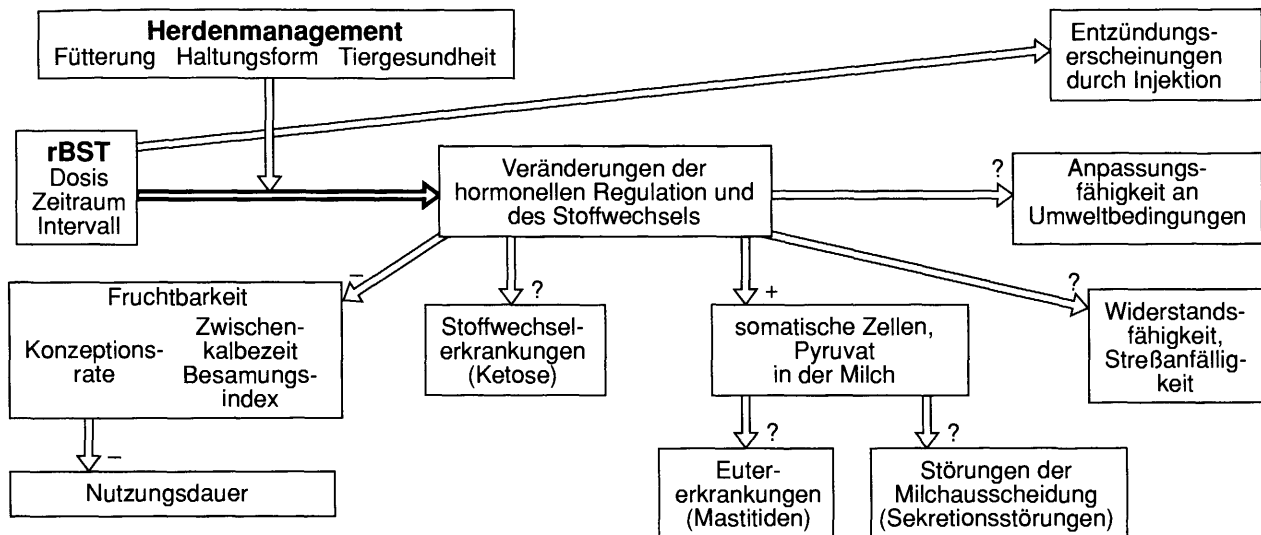 Herdenmanagement
Fütterung Haltungsform Tiergesundheit
Entzündungs-
erscheinungen
durch Injektion
rBST
Dosis
Zeitraum
Intervall
Veränderungen der
hormonellen Regulation und
des Stoffwechsels
?
Anpassungs-
fähigkeit an
Umweltbedingungen
–
Fruchtbarkeit
Konzeptions-
rate
Zwischen-
kalbezeit
Besamungs-
index
?
Stoffwechsel-
erkrankungen
(Ketose)
+
somatische Zellen,
Pyruvat
in der Milch
?
Widerstands-
fähigkeit,
Streßanfällig-
keit
–
Nutzungsdauer
?
Euter-
erkrankungen
(Mastitiden)
?
Störungen der
Milchausscheidung
(Sekretionsstörungen)